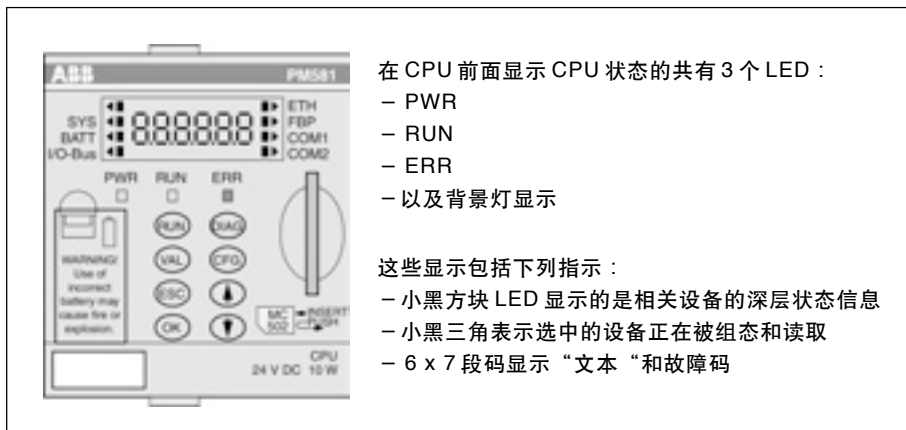 ABB PM581
ETH
SYS FBP
BATT COM1
I/O-Bus COM2
PWR RUN ERR
RUN DIAG
VAL CFG
ESC
OK
WARNING!
Use of
incorrect
battery may
cause fire or
explosion.
MC
502
INSERT
PUSH
CPU
24 V DC 10 W
在 CPU 前面显示 CPU 状态的共有 3 个 LED：
– PWR
– RUN
– ERR
–以及背景灯显示
这些显示包括下列指示：
–小黑方块 LED 显示的是相关设备的深层状态信息
–小黑三角表示选中的设备正在被组态和读取
– 6 x 7 段码显示“文本“和故障码